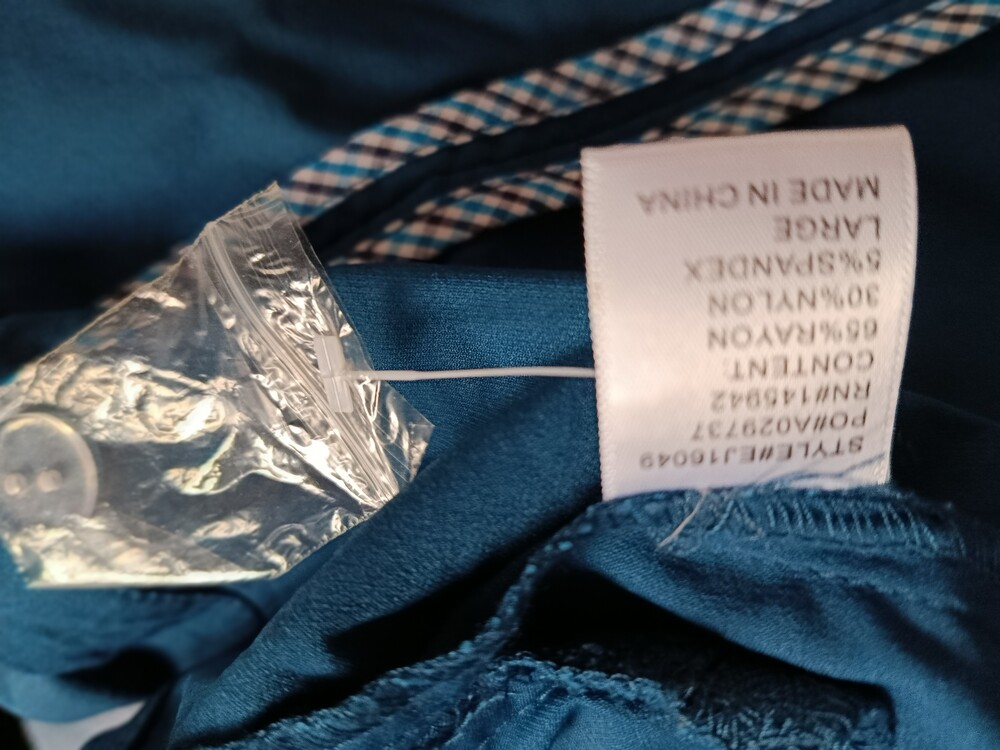 STYLE#EJ16049
PO#A029737
RN#145942
CONTENT:
65%RAYON
30%NYLON
5%SPANDEX
LARGE
MADE IN CHINA